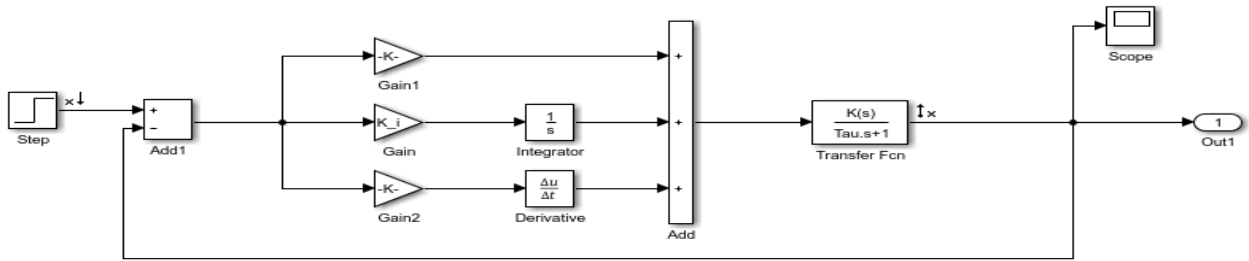 Scope
-K-
Gain1
x
+
−
Step
Add1
K_i
Gain
1
s
Integrator
-K-
Gain2
Δu
Δt
Derivative
+
+
+
Add
K(s)
Tau.s+1
Transfer Fcn
x
1
Out1